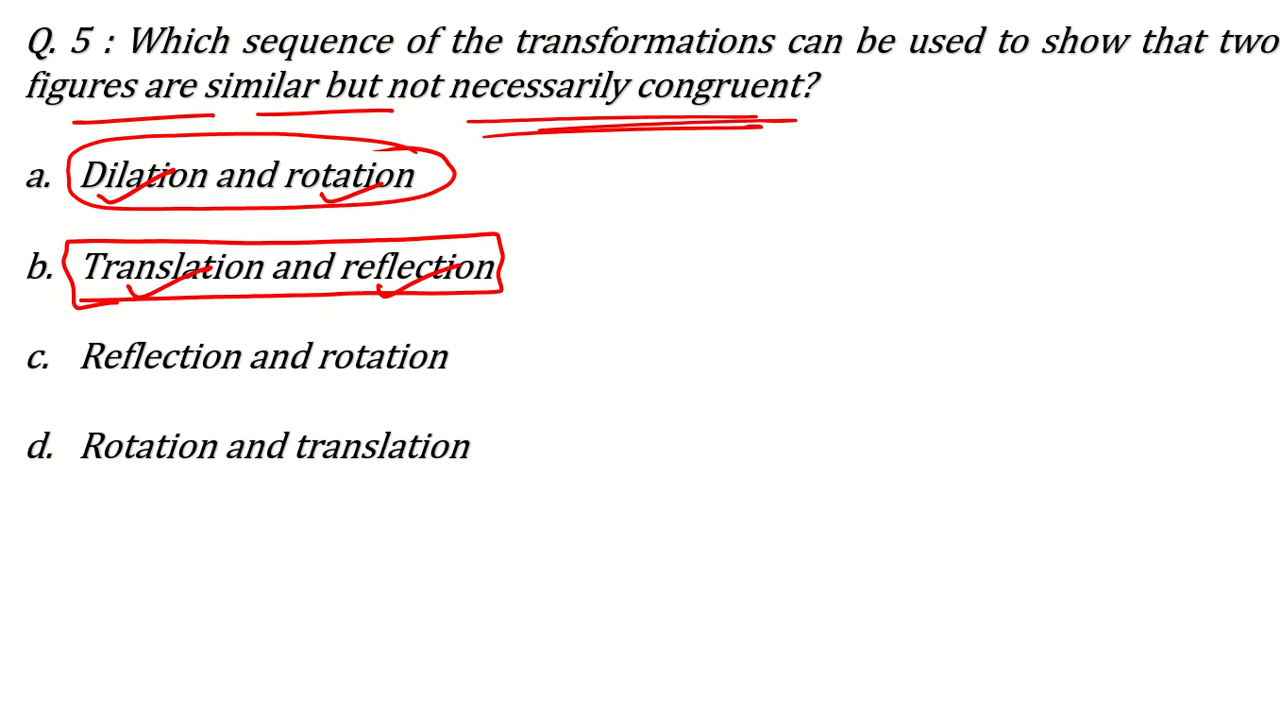 Q. 5 : Which sequence of the transformations can be used to show that two
figures are similar but not necessarily congruent?
a. Dilation and rotation
b. Translation and reflection
c. Reflection and rotation
d. Rotation and translation